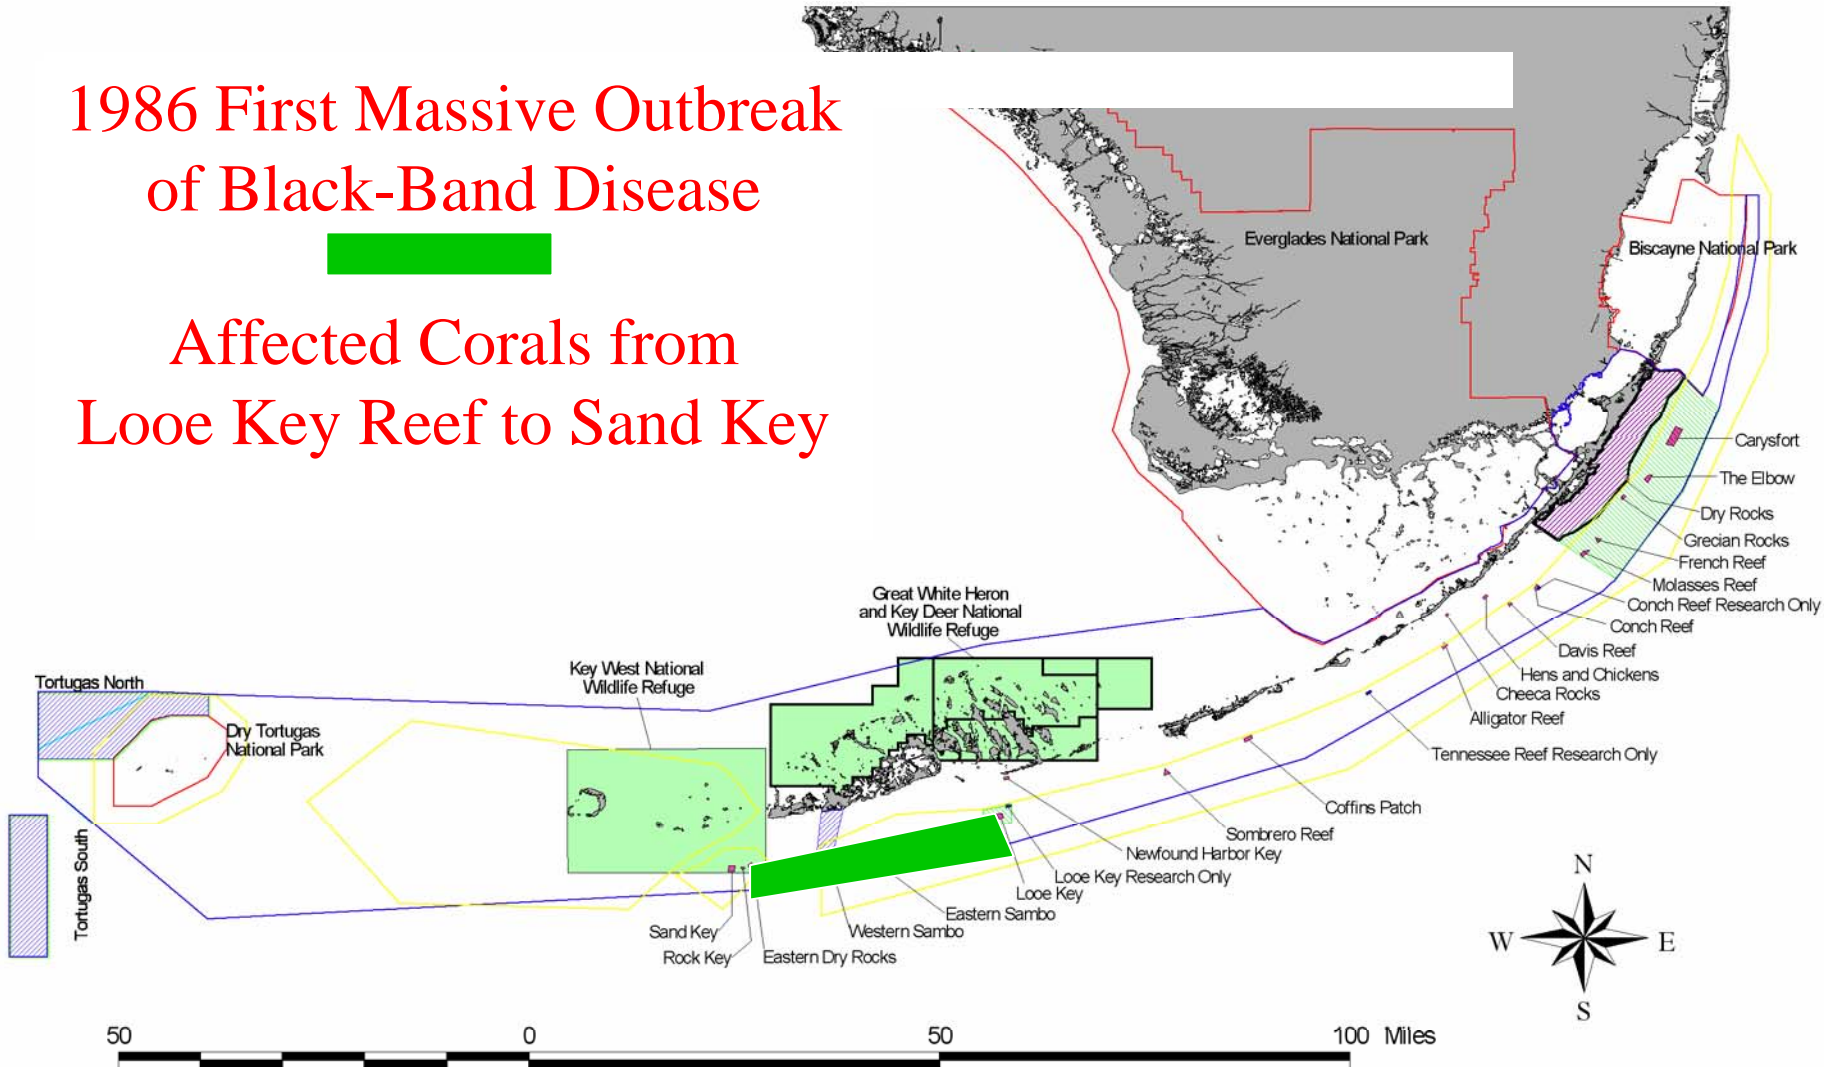 1986 First Massive Outbreak
of Black-Band Disease
Affected Corals from
Looe Key Reef to Sand Key
Everglades National Park
Biscayne National Park
Carysfort
The Elbow
Dry Rocks
Grecian Rocks
French Reef
Molasses Reef
Conch Reef Research Only
Conch Reef
Davis Reef
Hens and Chickens
Cheeca Rocks
Alligator Reef
Tennessee Reef Research Only
Coffins Patch
Sombrero Reef
Newfound Harbor Key
Looe Key Research Only
Looe Key
Eastern Sambo
Western Sambo
Eastern Dry Rocks
Rock Key
Sand Key
Great White Heron
and Key Deer National
Wildlife Refuge
Key West National
Wildlife Refuge
Tortugas North
Dry Tortugas
National Park
Tortugas South
N
W
E
S
50
0
50
100 Miles